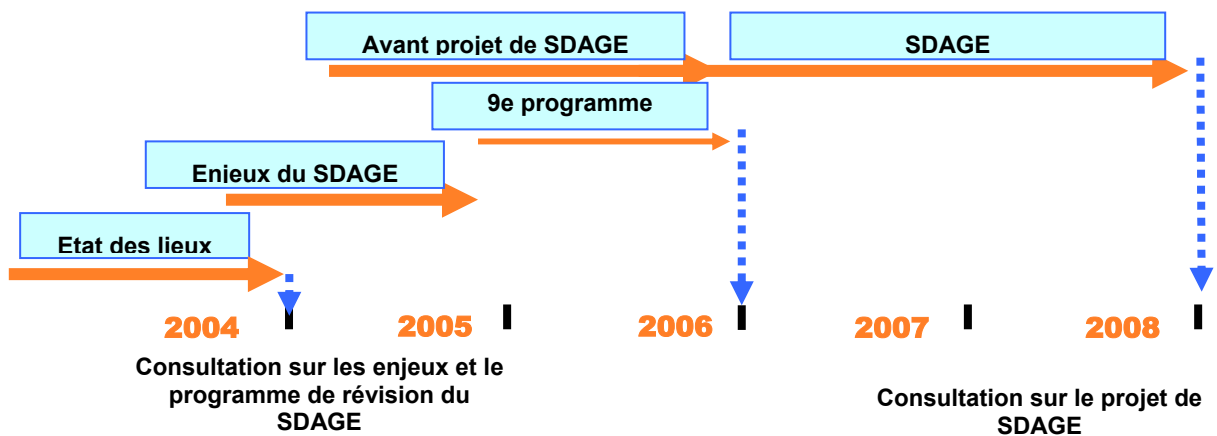 Avant projet de SDAGE
SDAGE
9e programme
Enjeux du SDAGE
Etat des lieux
2004
2005
2006
2007
2008
Consultation sur les enjeux et le
programme de révision du
SDAGE
Consultation sur le projet de
SDAGE